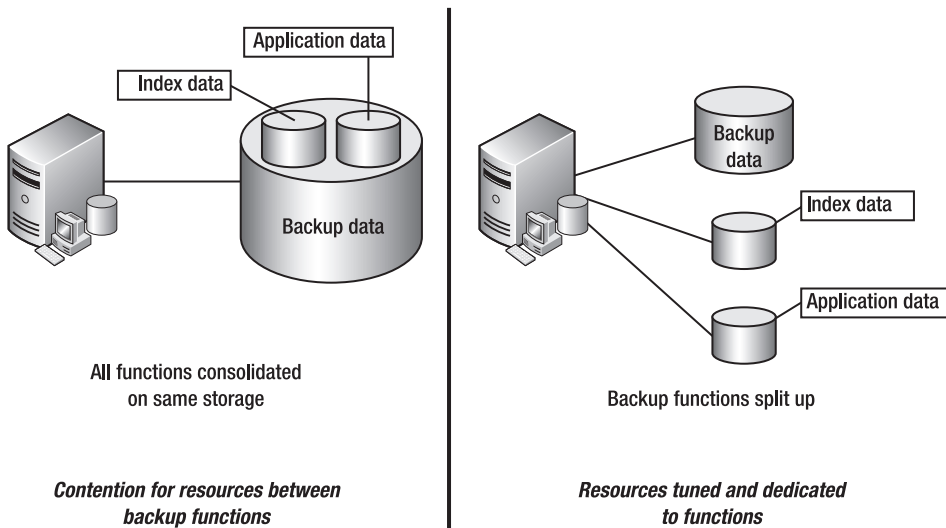 Application data
Index data
Backup data
All functions consolidated
on same storage
Contention for resources between
backup functions
Backup
data
Index data
Application data
Backup functions split up
Resources tuned and dedicated
to functions